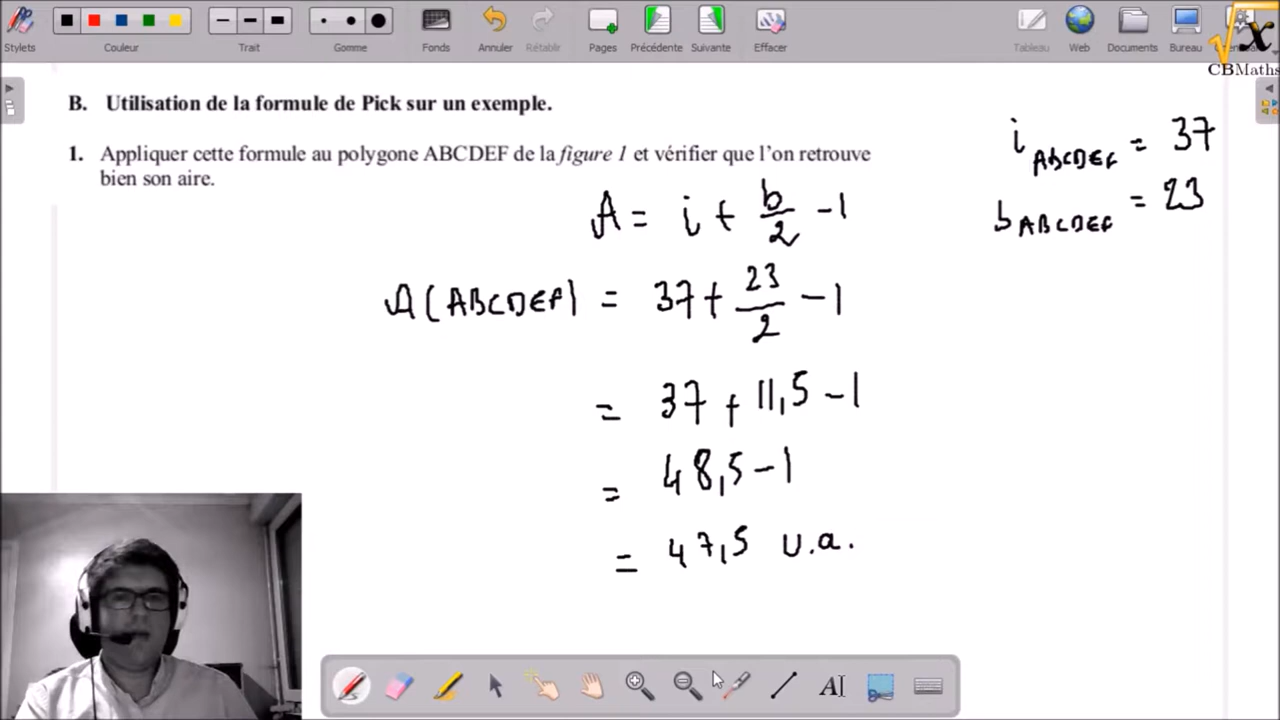 Stylets Couleur Trait Gomme Fonds Annuler Rétablir Pages Précédente Suivante Effacer Tableau Web Documents Bureau
√x
CBMaths
B. Utilisation de la formule de Pick sur un exemple.
1. Appliquer cette formule au polygone ABCDEF de la figure 1 et vérifier que l'on retrouve
bien son aire.
i ABCDEF = 37
b ABCDEF = 23
A = i + b/2 - 1
A(ABCDEF) = 37 + 23/2 - 1
= 37 + 11,5 - 1
= 48,5 - 1
= 47,5 u.a.
AI